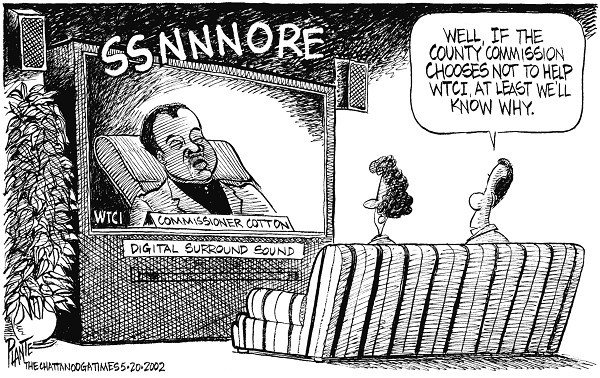 SSNNNORE
WELL, IF THE
COUNTY COMMISSION
CHOOSES NOT TO HELP
WTCI, AT LEAST WE'LL
KNOW WHY.
WTCI
COMMISSIONER COTTON
DIGITAL SURROUND SOUND
PLANTE
THE CHATTANOOGA TIMES 5·20·2002